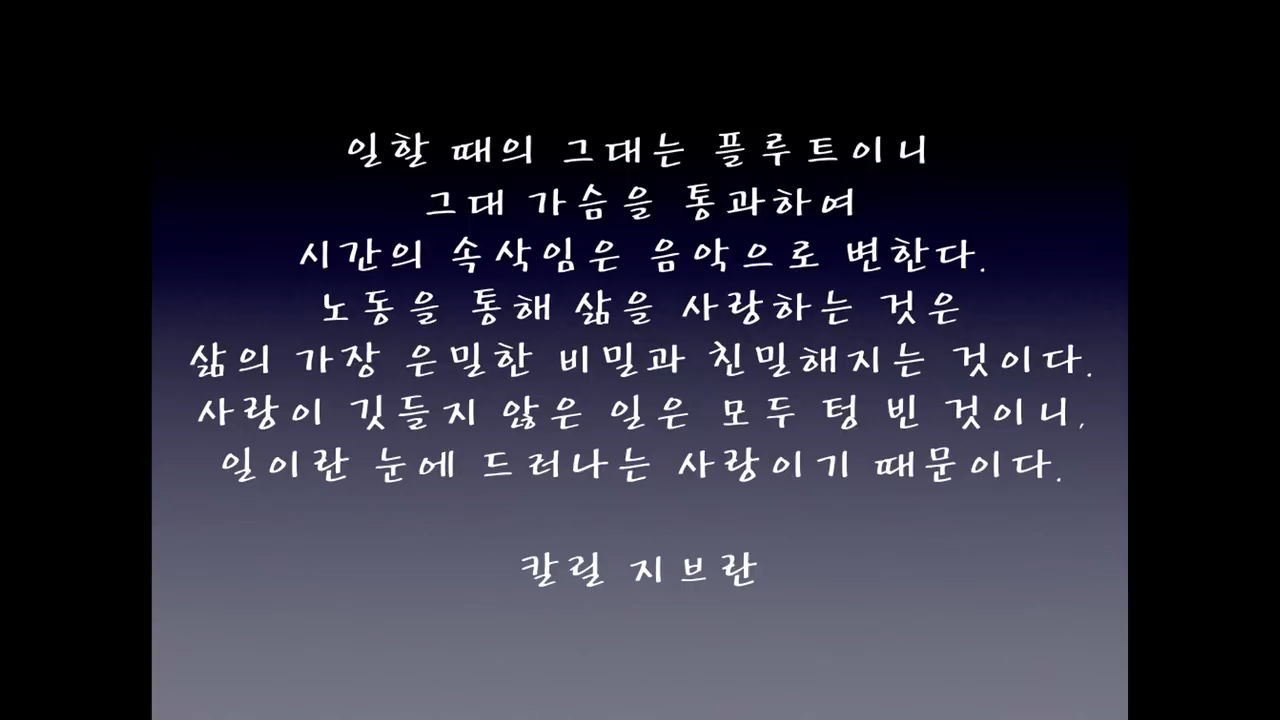 일할 때의 그대는 플루트이니
그대 가슴을 통과하여
시간의 속삭임은 음악으로 변한다.
노동을 통해 삶을 사랑하는 것은
삶의 가장 은밀한 비밀과 친밀해지는 것이다.
사랑이 깃들지 않은 일은 모두 텅 빈 것이니,
일이란 눈에 드러나는 사랑이기 때문이다.
칼릴 지브란